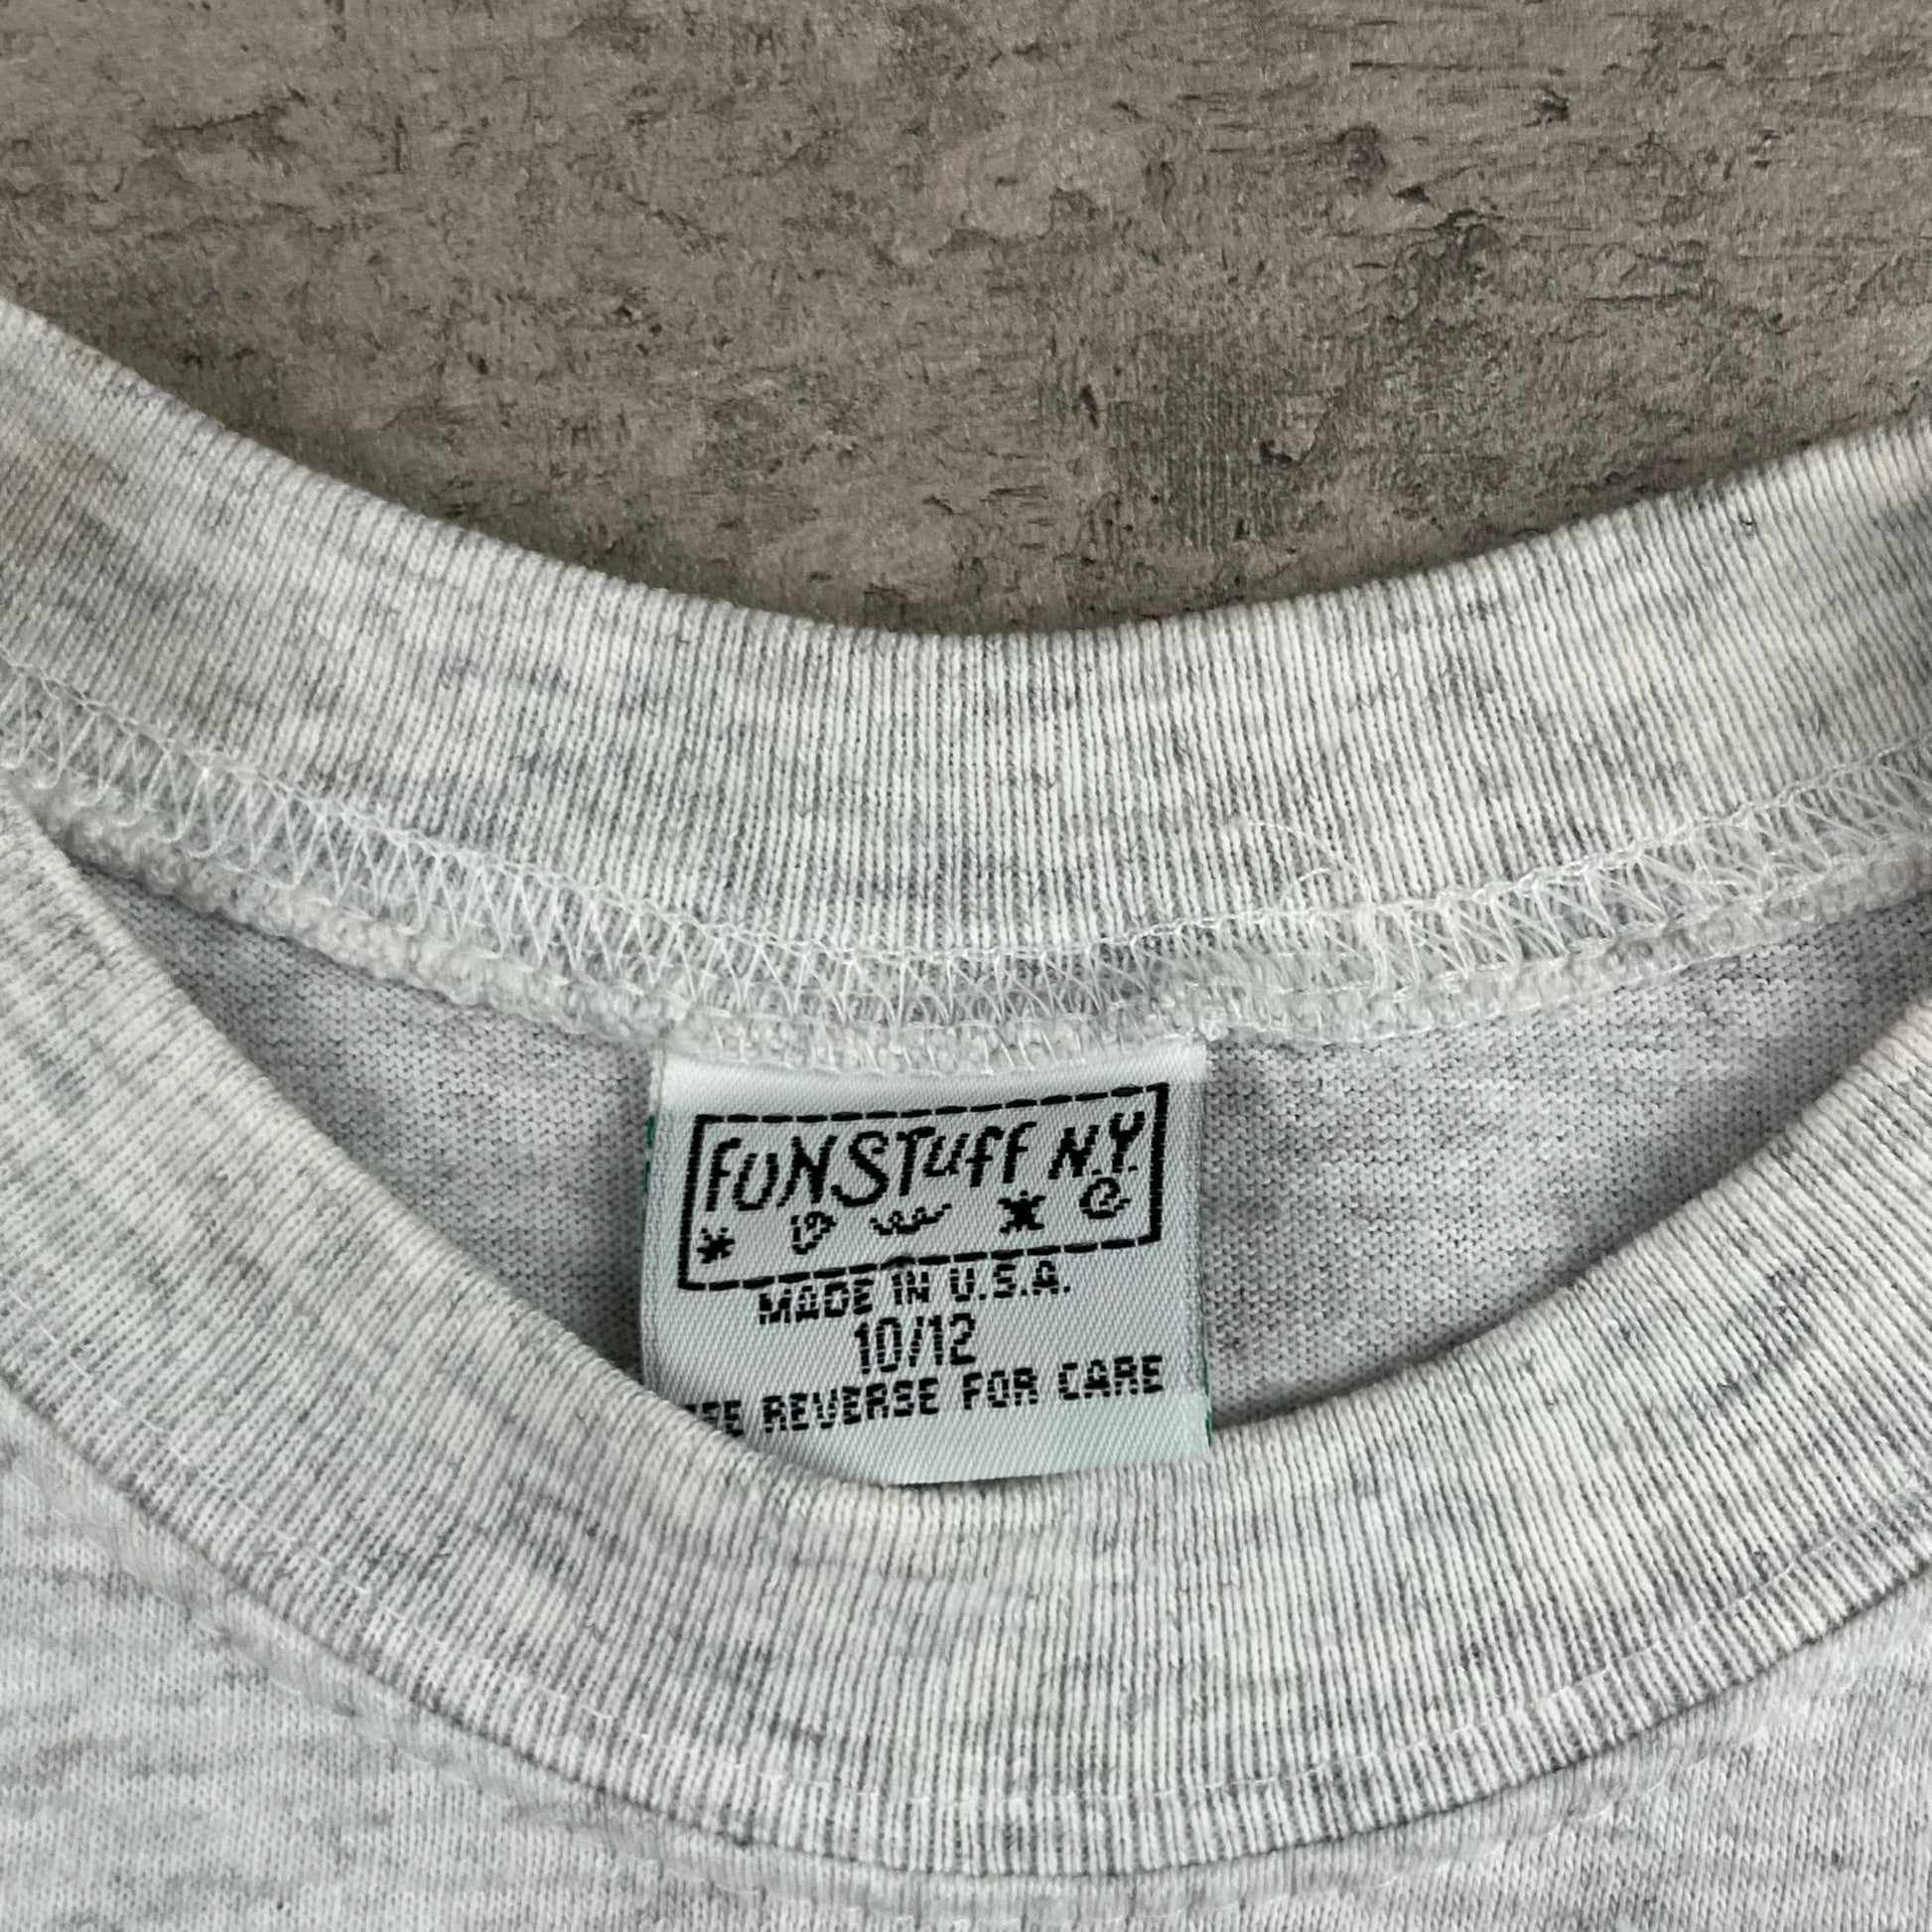 FUNSTUFF N.Y.
MADE IN U.S.A.
10/12
REVERSE FOR CARE